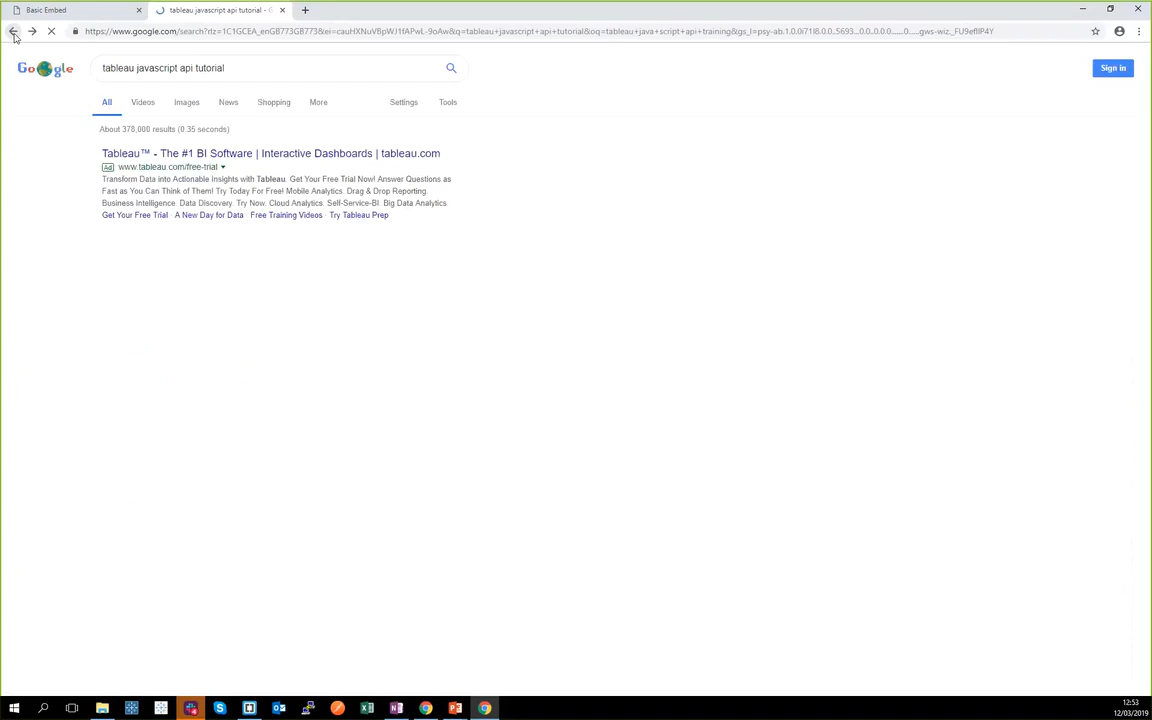 Basic Embed
tableau javascript api tutorial - G
https://www.google.com/search?rlz=1C1GCEA_enGB773GB773&ei=cauHXNuVBpWJ1fAPwL-9oAw&q=tableau+javascript+api+tutorial&oq=tableau+java+script+api+training&gs_l=psy-ab.1.0.0i71l8.0.0..5693...0.0..0.0.0.......0......gws-wiz._FU9efIIP4Y
Google
tableau javascript api tutorial
Sign in
All Videos Images News Shopping More Settings Tools
About 378,000 results (0.35 seconds)
Tableau™ - The #1 BI Software | Interactive Dashboards | tableau.com
Ad www.tableau.com/free-trial
Transform Data into Actionable Insights with Tableau. Get Your Free Trial Now! Answer Questions as
Fast as You Can Think of Them! Try Today For Free! Mobile Analytics. Drag & Drop Reporting.
Business Intelligence. Data Discovery. Try Now. Cloud Analytics. Self-Service-BI. Big Data Analytics.
Get Your Free Trial · A New Day for Data · Free Training Videos · Try Tableau Prep
12:53
12/03/2019